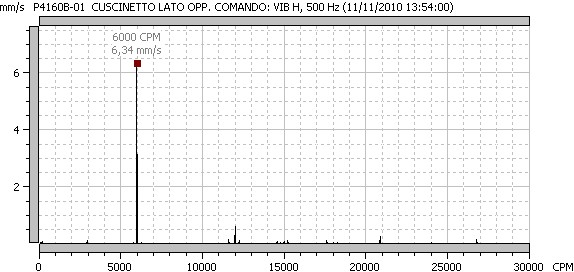 mm/s P4160B-01 CUSCINETTO LATO OPP. COMANDO: VIB H, 500 Hz (11/11/2010 13:54:00)
6000 CPM
6,34 mm/s
6
4
2
0 5000 10000 15000 20000 25000 30000 CPM